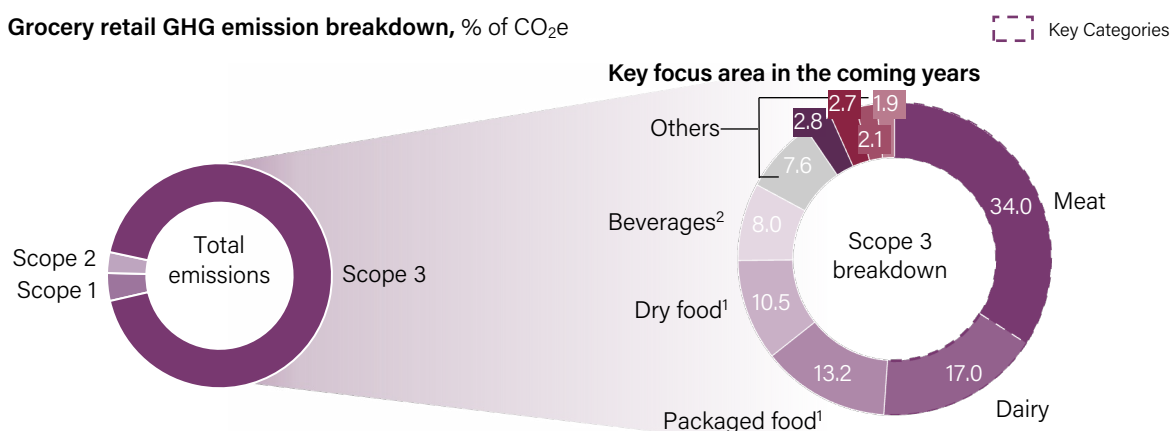 Grocery retail GHG emission breakdown, % of CO₂e
Key Categories
Key focus area in the coming years
Others
2.8
2.7
2.1
1.9
7.6
34.0
Meat
Beverages²
8.0
Scope 3
breakdown
Total
emissions
Scope 2
Scope 1
Scope 3
Dry food¹
10.5
13.2
17.0
Packaged food¹
Dairy